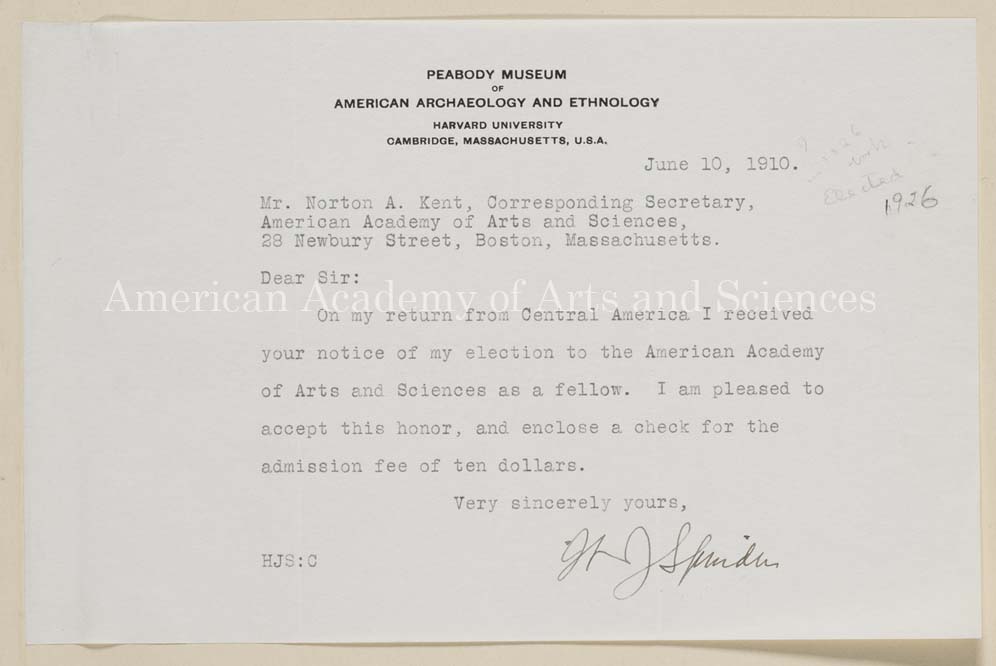 PEABODY MUSEUM
OF
AMERICAN ARCHAEOLOGY AND ETHNOLOGY
HARVARD UNIVERSITY
CAMBRIDGE, MASSACHUSETTS, U.S.A.
June 10, 1910.
Elected
1926
Mr. Norton A. Kent, Corresponding Secretary,
American Academy of Arts and Sciences,
28 Newbury Street, Boston, Massachusetts.
Dear Sir:
American Academy of Arts and Sciences
On my return from Central America I received
your notice of my election to the American Academy
of Arts and Sciences as a fellow. I am pleased to
accept this honor, and enclose a check for the
admission fee of ten dollars.
Very sincerely yours,
HJS:C
H J Spinden